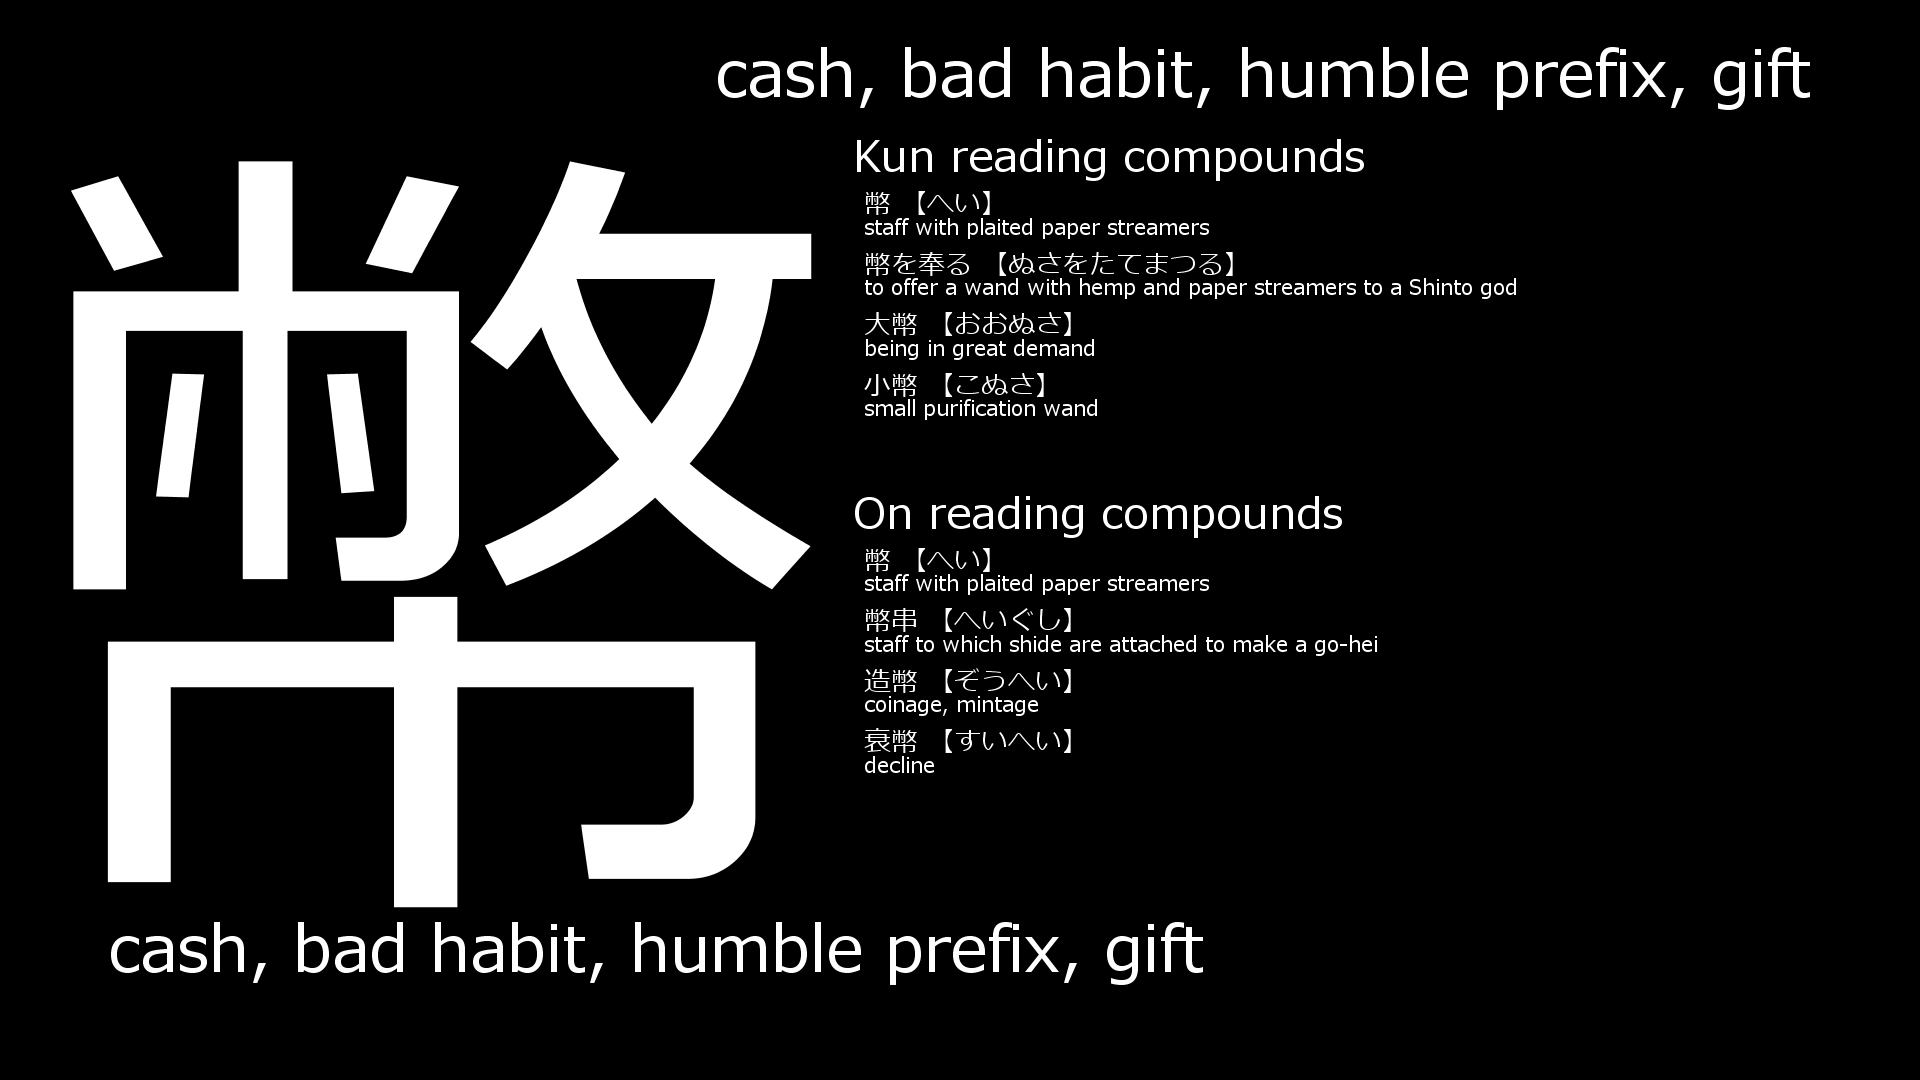 cash, bad habit, humble prefix, gift
幣
Kun reading compounds
幣 【へい】
staff with plaited paper streamers
幣を奉る 【ぬさをたてまつる】
to offer a wand with hemp and paper streamers to a Shinto god
大幣 【おおぬさ】
being in great demand
小幣 【こぬさ】
small purification wand
On reading compounds
幣 【へい】
staff with plaited paper streamers
幣串 【へいぐし】
staff to which shide are attached to make a go-hei
造幣 【ぞうへい】
coinage, mintage
衰幣 【すいへい】
decline
cash, bad habit, humble prefix, gift